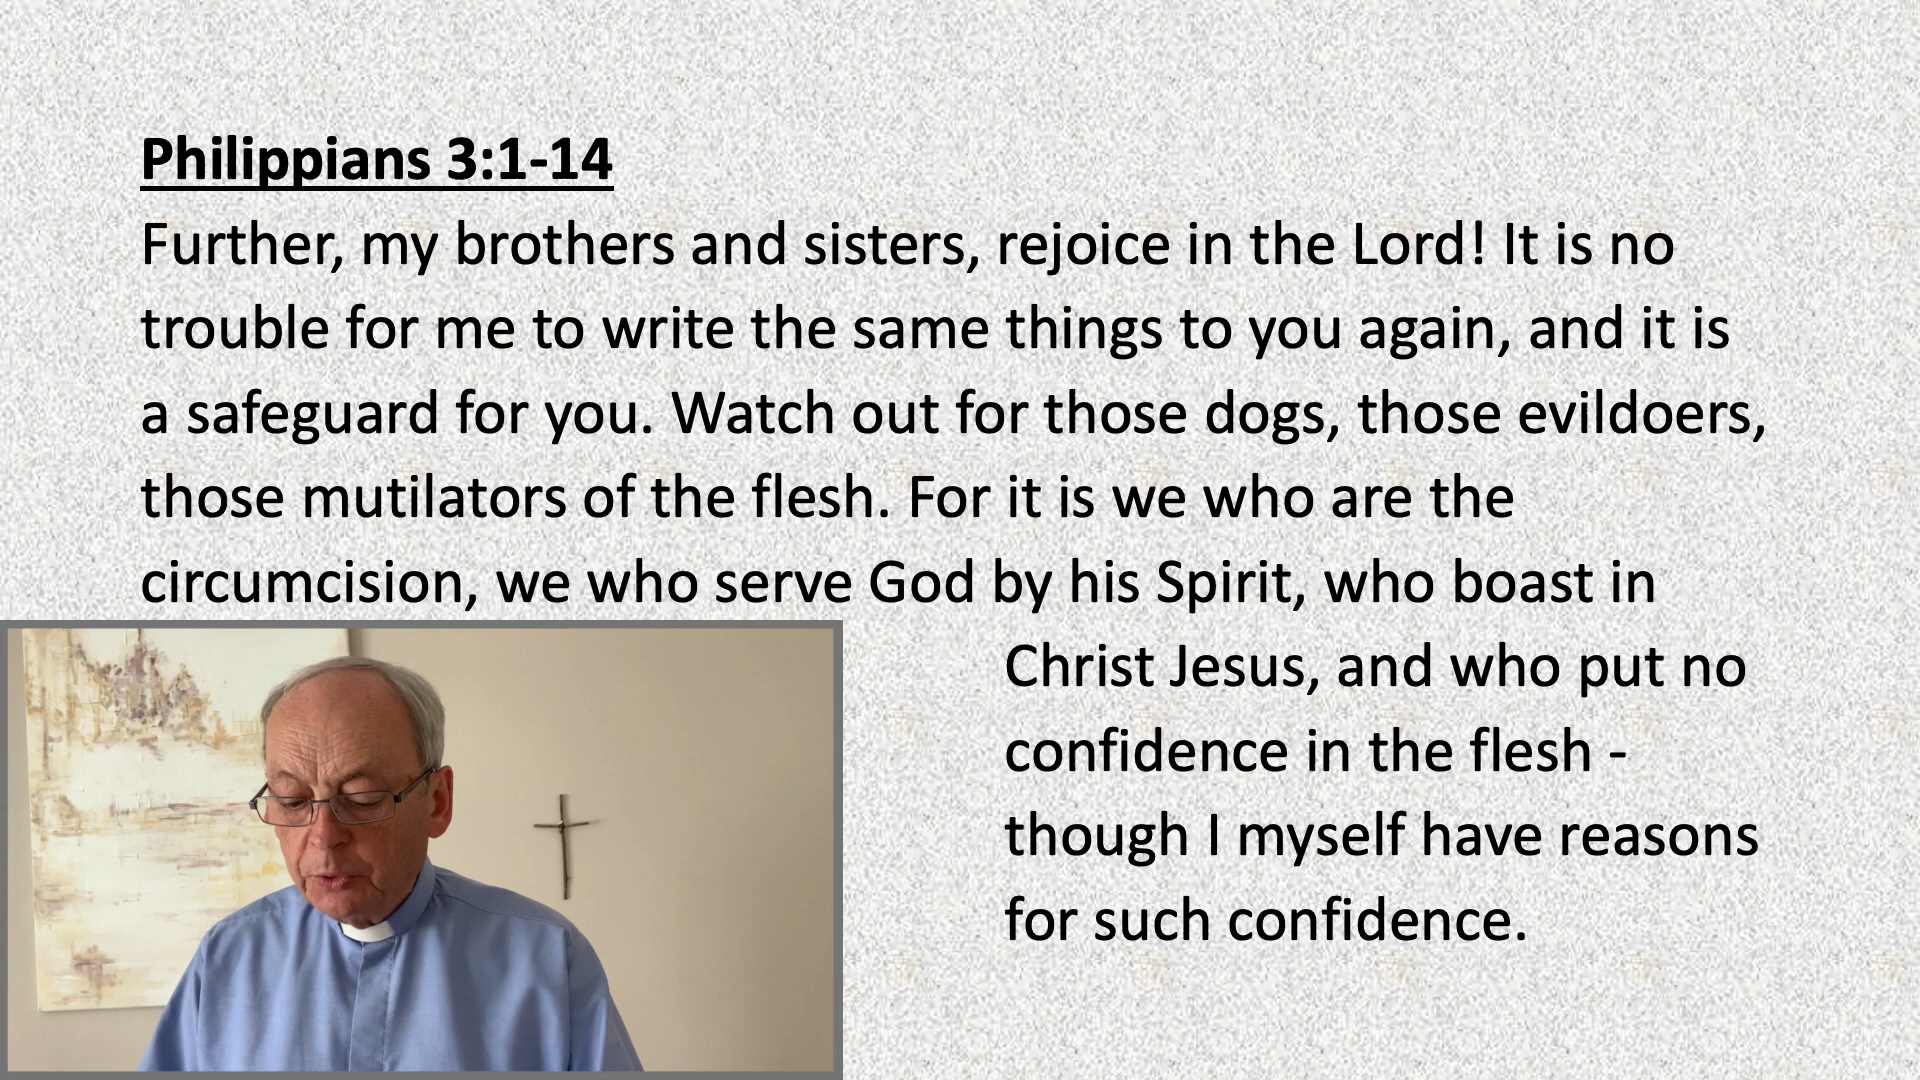 Philippians 3:1-14
Further, my brothers and sisters, rejoice in the Lord! It is no
trouble for me to write the same things to you again, and it is
a safeguard for you. Watch out for those dogs, those evildoers,
those mutilators of the flesh. For it is we who are the
circumcision, we who serve God by his Spirit, who boast in
Christ Jesus, and who put no
confidence in the flesh -
though I myself have reasons
for such confidence.